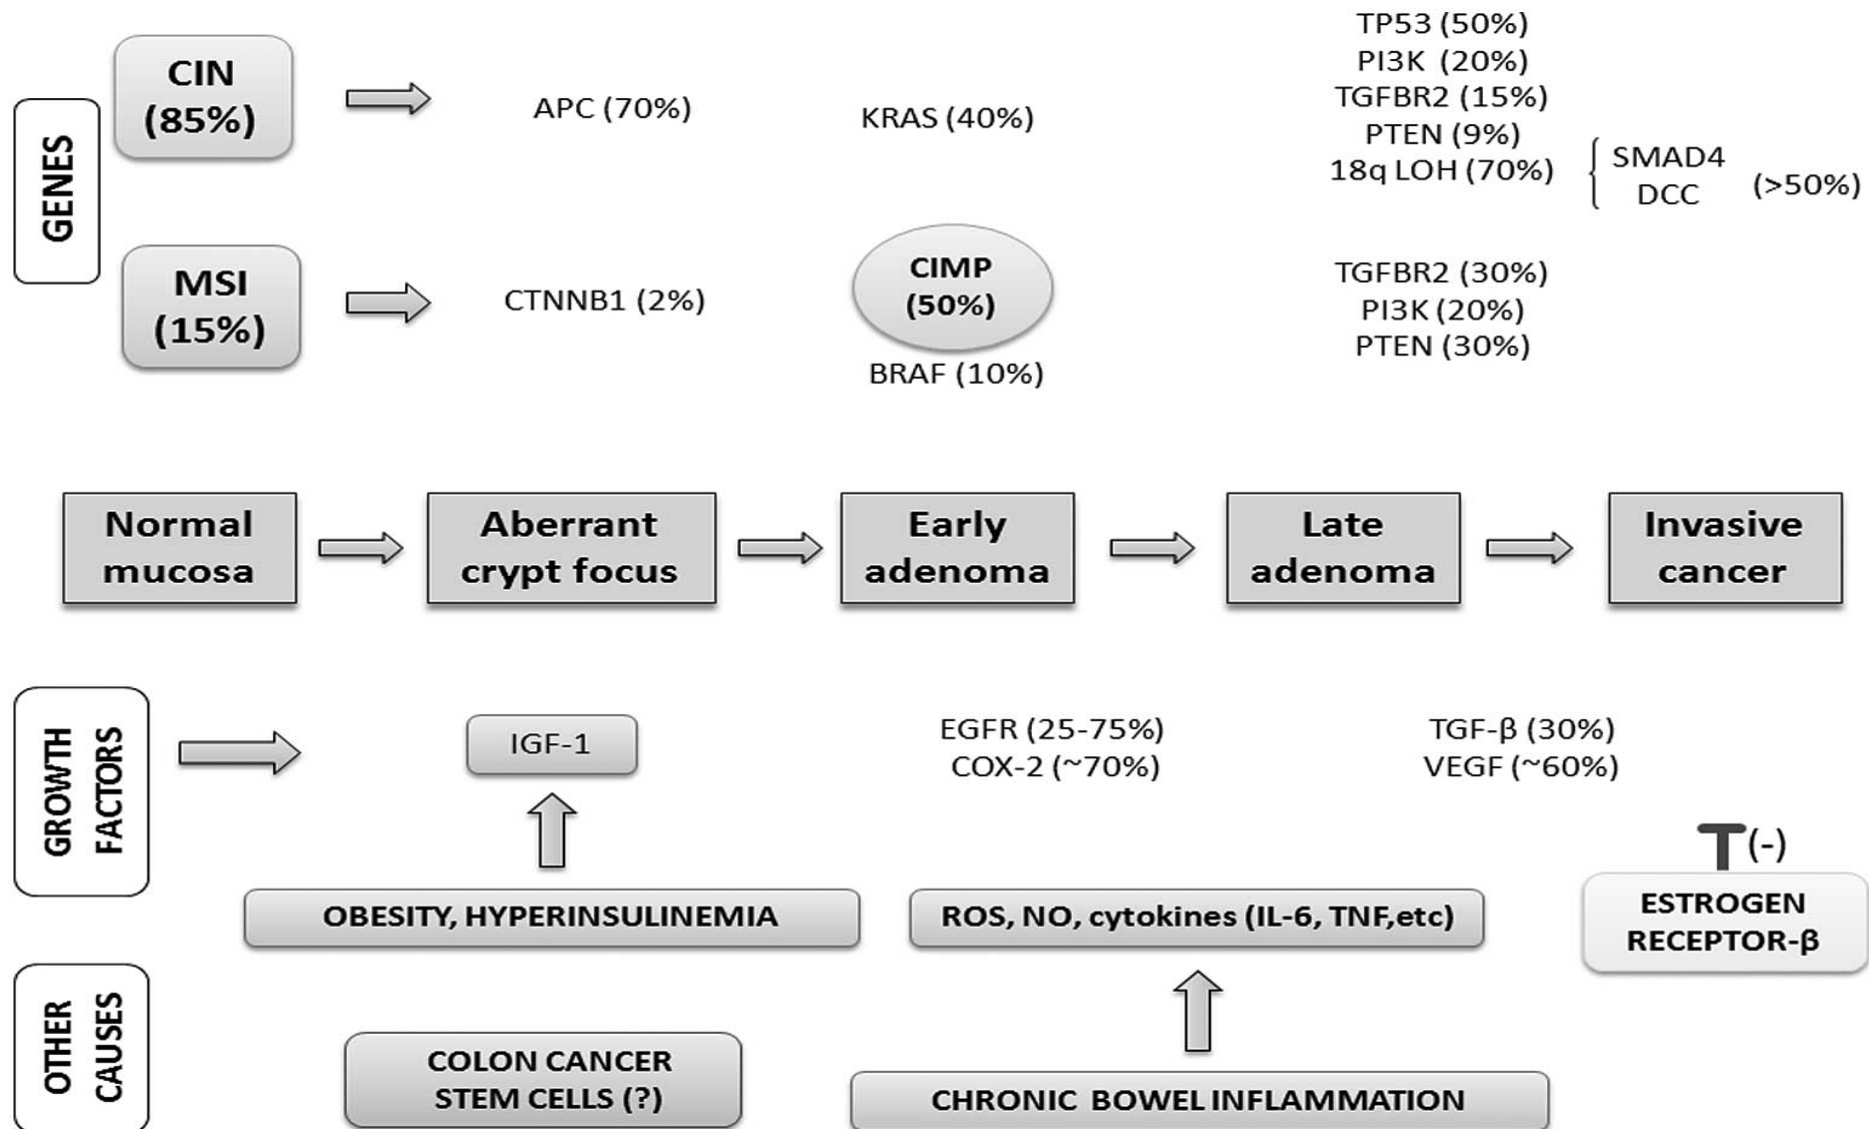 GENES
CIN
(85%)
APC (70%)
KRAS (40%)
TP53 (50%)
PI3K (20%)
TGFBR2 (15%)
PTEN (9%)
18q LOH (70%)
SMAD4
DCC
(>50%)
MSI
(15%)
CTNNB1 (2%)
CIMP
(50%)
BRAF (10%)
TGFBR2 (30%)
PI3K (20%)
PTEN (30%)
Normal
mucosa
Aberrant
crypt focus
Early
adenoma
Late
adenoma
Invasive
cancer
GROWTH
FACTORS
IGF-1
EGFR (25-75%)
COX-2 (~70%)
TGF-β (30%)
VEGF (~60%)
(-)
OBESITY, HYPERINSULINEMIA
ROS, NO, cytokines (IL-6, TNF,etc)
ESTROGEN
RECEPTOR-β
OTHER
CAUSES
COLON CANCER
STEM CELLS (?)
CHRONIC BOWEL INFLAMMATION